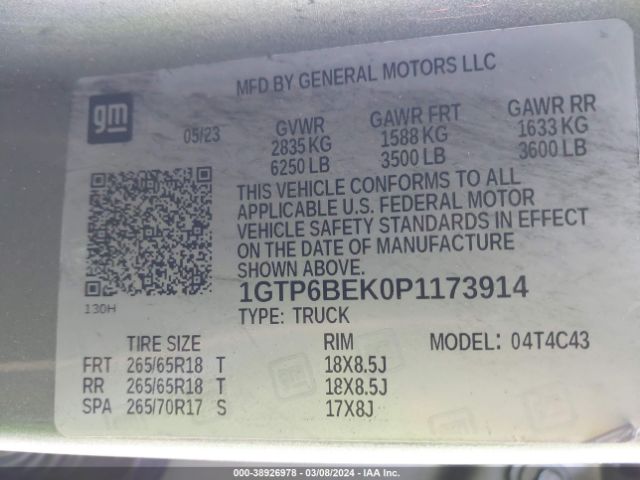 MFD BY GENERAL MOTORS LLC
gm
05/23
GVWR
2835 KG
6250 LB
GAWR FRT
1588 KG
3500 LB
GAWR RR
1633 KG
3600 LB
THIS VEHICLE CONFORMS TO ALL
APPLICABLE U.S. FEDERAL MOTOR
VEHICLE SAFETY STANDARDS IN EFFECT
ON THE DATE OF MANUFACTURE
SHOWN ABOVE.
130H
1GTP6BEK0P1173914
TYPE: TRUCK
TIRE SIZE RIM MODEL: 04T4C43
FRT 265/65R18 T 18X8.5J
RR 265/65R18 T 18X8.5J
SPA 265/70R17 S 17X8J
000-38926978 - 03/08/2024 - IAA Inc.